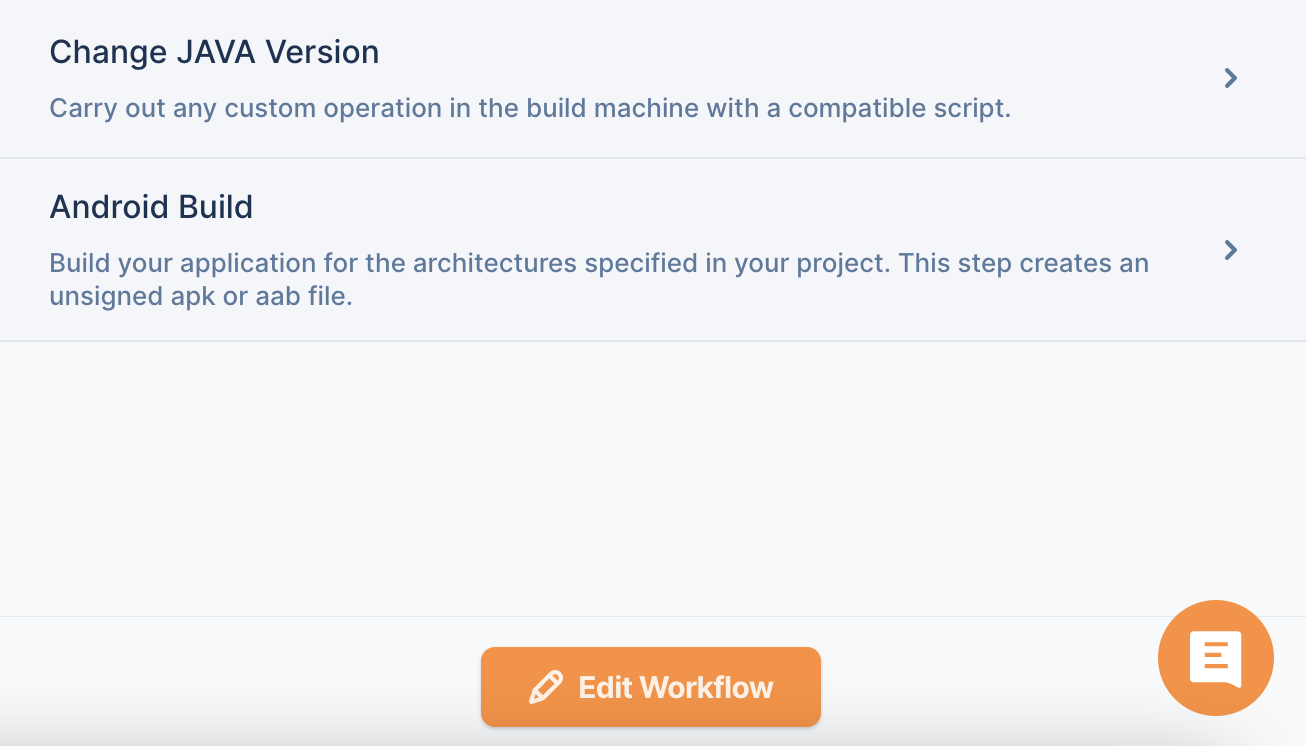 Change JAVA Version
Carry out any custom operation in the build machine with a compatible script.
Android Build
Build your application for the architectures specified in your project. This step creates an
unsigned apk or aab file.
Edit Workflow